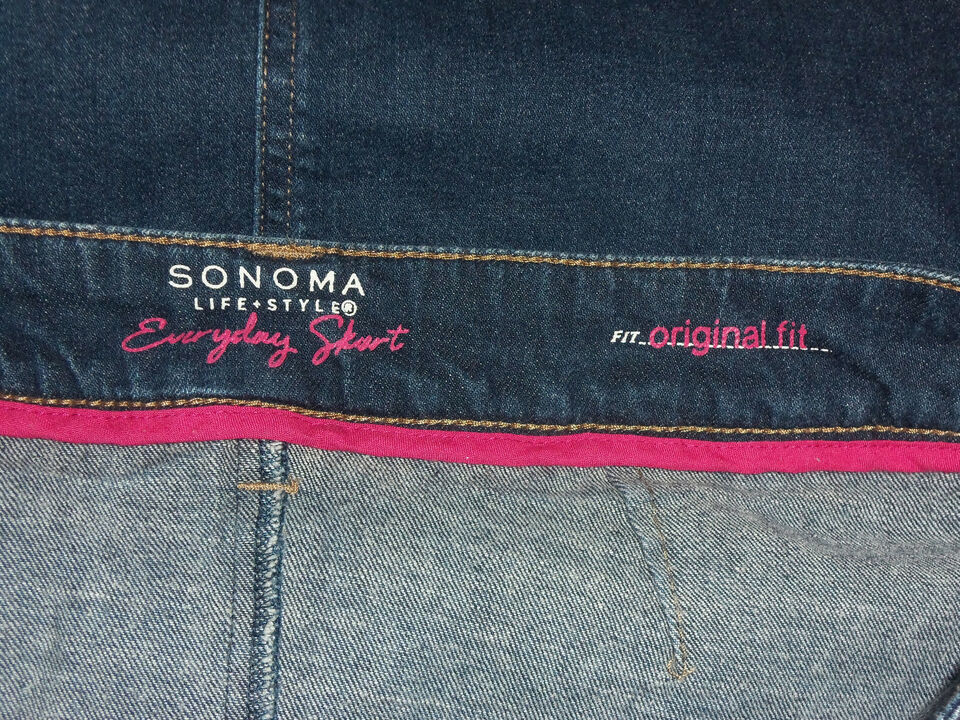 SONOMA
LIFE+STYLE®
Everyday Skort
FIT original fit